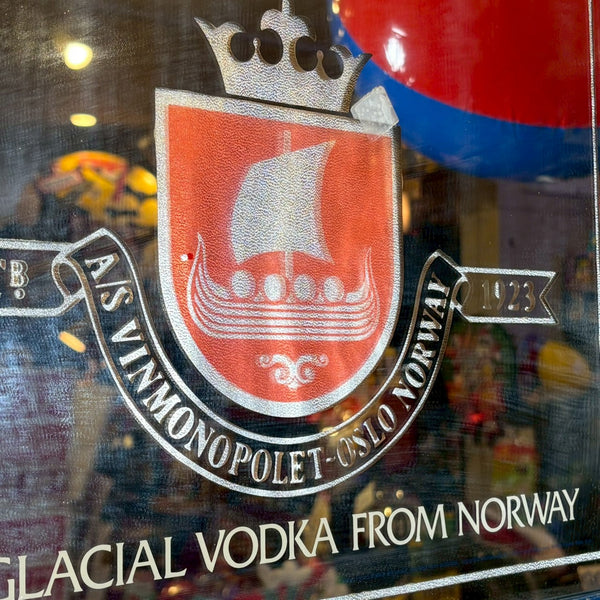 A/S VINMONOPOLET-OSLO NORWAY
1923
GLACIAL VODKA FROM NORWAY